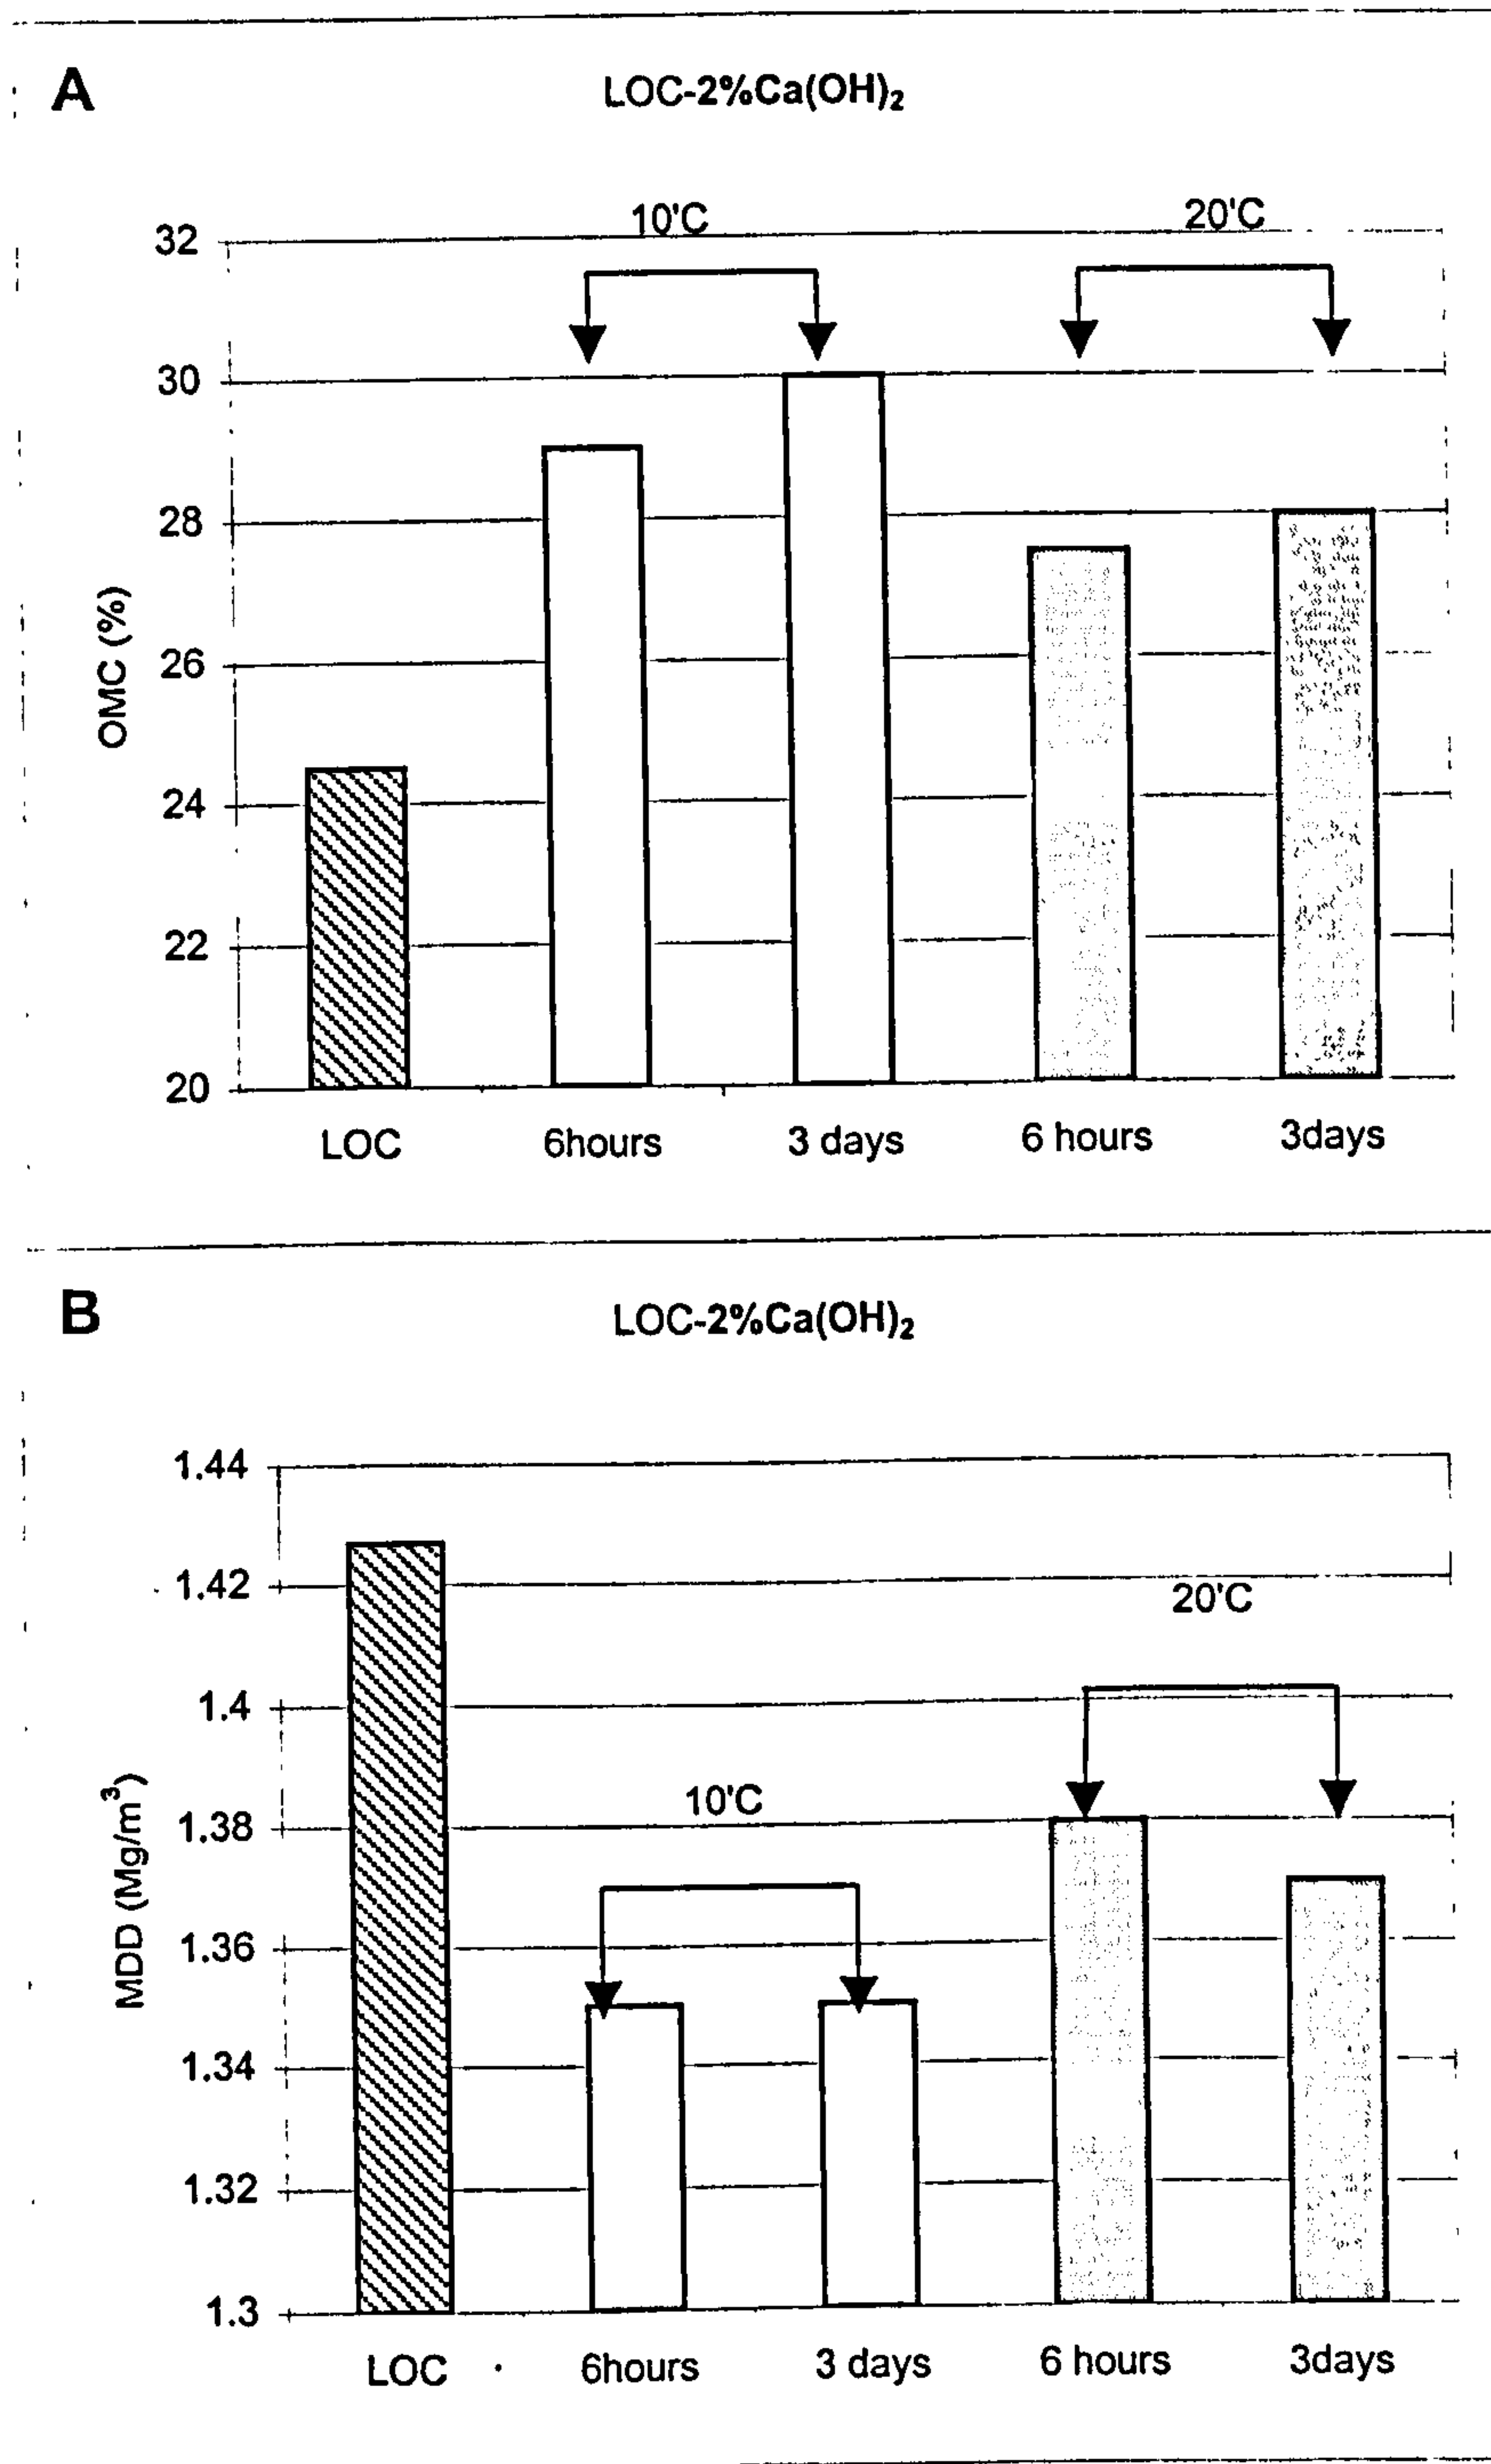 A
LOC-2%Ca(OH)₂
10'C
20'C
32
30
28
26
24
22
20
OMC (%)
LOC
6hours
3 days
6 hours
3days
B
LOC-2%Ca(OH)₂
1.44
1.42
1.4
1.38
1.36
1.34
1.32
1.3
MDD (Mg/m³)
20'C
10'C
LOC
6hours
3 days
6 hours
3days